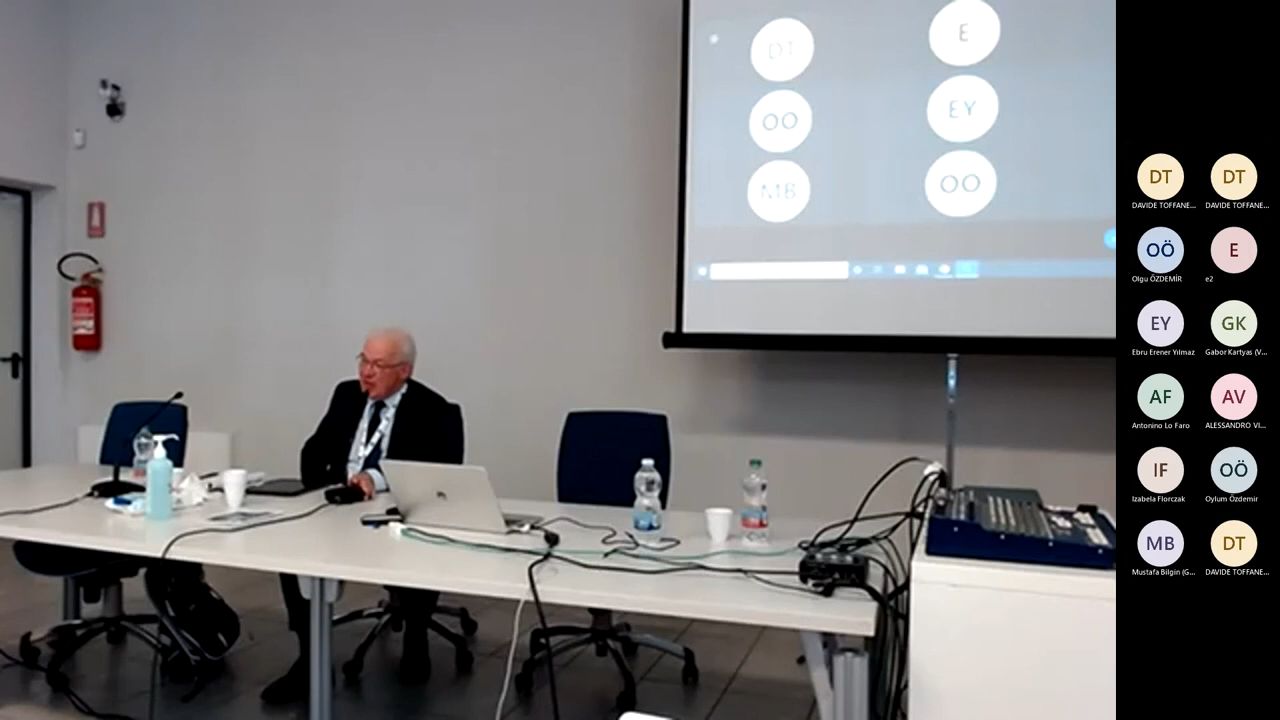 DT
E
OO
EY
MB
OO
DT DT
DAVIDE TOFFANE... DAVIDE TOFFANE...
OÖ E
Olgu ÖZDEMİR e2
EY GK
Ebru Erener Yılmaz Gabor Kartyas (V...
AF AV
Antonino Lo Faro ALESSANDRO VI...
IF OÖ
Izabela Florczak Oylum Özdemir
MB DT
Mustafa Bilgin (G... DAVIDE TOFFANE...